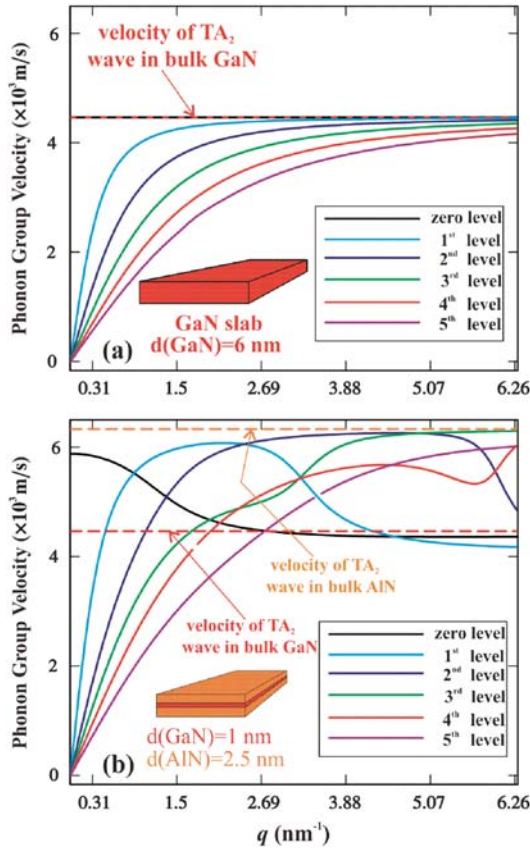 velocity of TA₂
wave in bulk GaN
Phonon Group Velocity (×10³ m/s)
6
4
2
0
zero level
1ˢᵗ level
2ⁿᵈ level
3ʳᵈ level
4ᵗʰ level
5ᵗʰ level
GaN slab
d(GaN)=6 nm
(a)
0.31 1.5 2.69 3.88 5.07 6.26
Phonon Group Velocity (×10³ m/s)
6
4
2
0
velocity of TA₂
wave in bulk AlN
velocity of TA₂
wave in bulk GaN
zero level
1ˢᵗ level
2ⁿᵈ level
3ʳᵈ level
4ᵗʰ level
5ᵗʰ level
d(GaN)=1 nm
d(AlN)=2.5 nm
(b)
0.31 1.5 2.69 3.88 5.07 6.26
q (nm⁻¹)